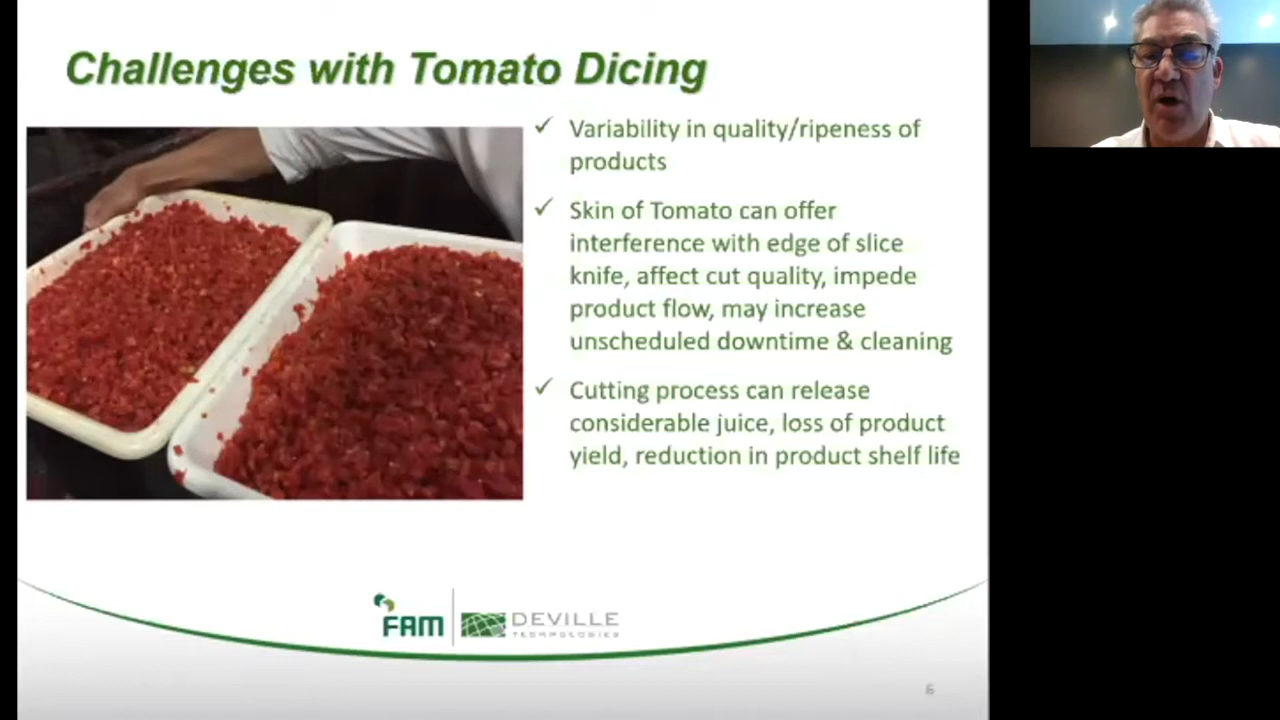 Challenges with Tomato Dicing
Variability in quality/ripeness of
products
Skin of Tomato can offer
interference with edge of slice
knife, affect cut quality, impede
product flow, may increase
unscheduled downtime & cleaning
Cutting process can release
considerable juice, loss of product
yield, reduction in product shelf life
FAM
DEVILLE
TECHNOLOGIES
6